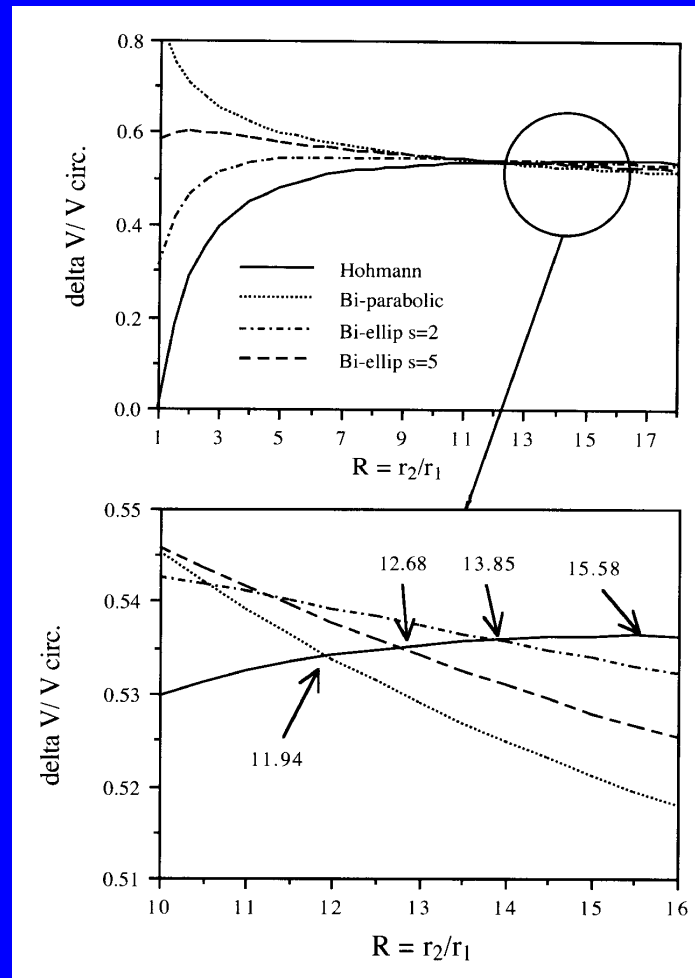 0.8
0.6
0.4
0.2
0.0
delta V/ V circ.
Hohmann
Bi-parabolic
Bi-ellip s=2
Bi-ellip s=5
1 3 5 7 9 11 13 15 17
R = r2/r1
0.55
0.54
0.53
0.52
0.51
delta V/ V circ.
12.68
13.85
15.58
11.94
10 11 12 13 14 15 16
R = r2/r1